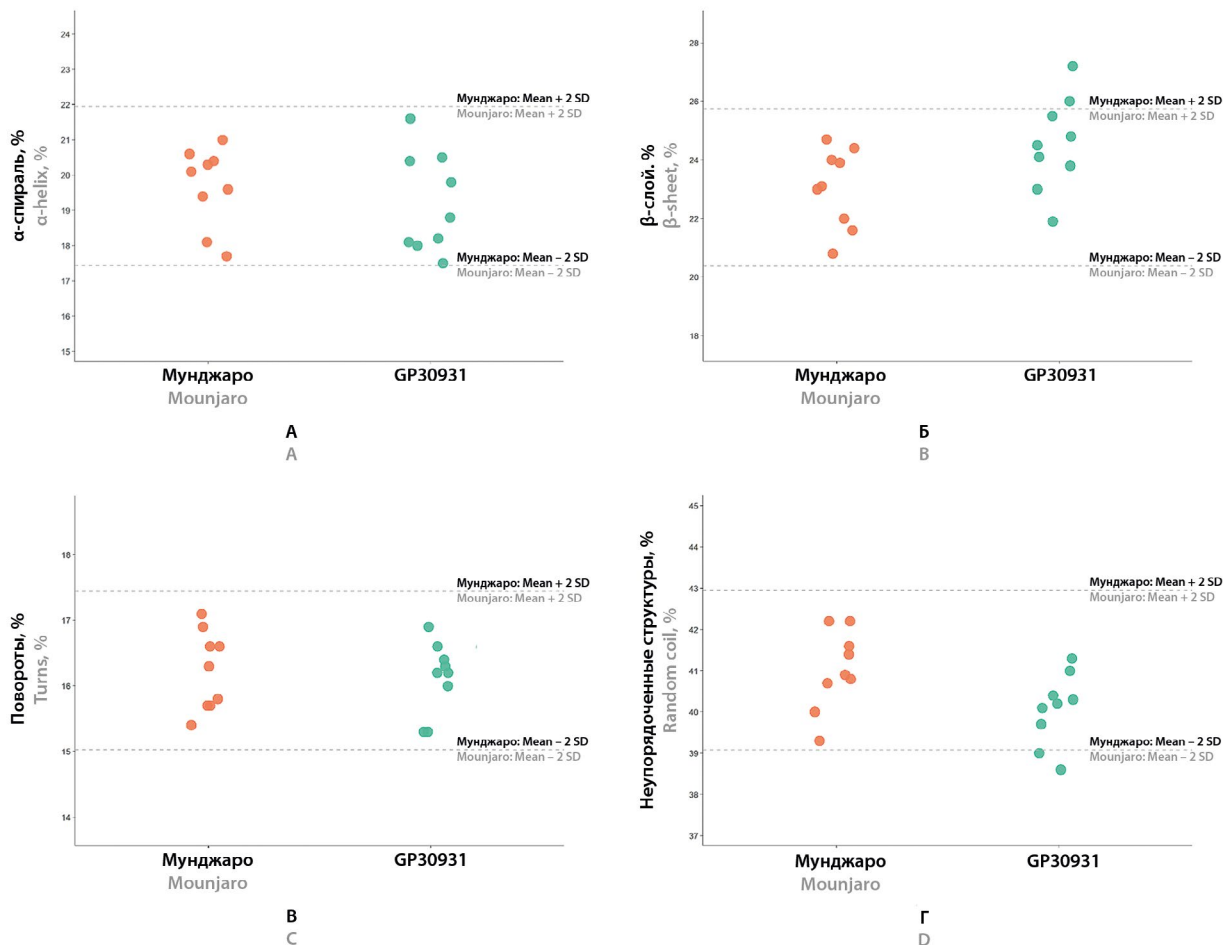 α-спираль, %
α-helix, %
24
23
22
21
20
19
18
17
16
15
Мунджаро: Mean + 2 SD
Mounjaro: Mean + 2 SD
Мунджаро: Mean – 2 SD
Mounjaro: Mean – 2 SD
Мунджаро
Mounjaro
GP30931
А
A
β-слой. %
β-sheet, %
28
26
24
22
20
18
Мунджаро: Mean + 2 SD
Mounjaro: Mean + 2 SD
Мунджаро: Mean – 2 SD
Mounjaro: Mean – 2 SD
Мунджаро
Mounjaro
GP30931
Б
B
Повороты, %
Turns, %
18
17
16
15
14
Мунджаро: Mean + 2 SD
Mounjaro: Mean + 2 SD
Мунджаро: Mean – 2 SD
Mounjaro: Mean – 2 SD
Мунджаро
Mounjaro
GP30931
В
C
Неупорядоченные структуры, %
Random coil, %
45
44
43
42
41
40
39
38
37
Мунджаро: Mean + 2 SD
Mounjaro: Mean + 2 SD
Мунджаро: Mean – 2 SD
Mounjaro: Mean – 2 SD
Мунджаро
Mounjaro
GP30931
Г
D